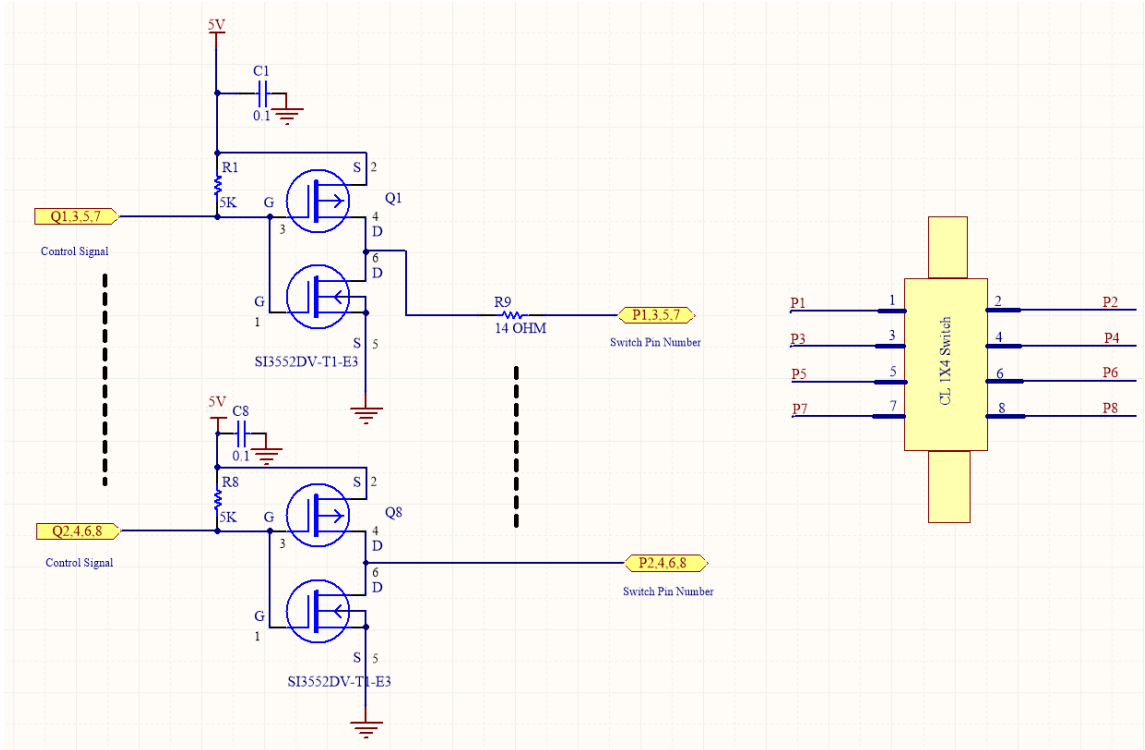 5V
C1
0.1
R1
5K
S 2
Q1
G
3
4
D
6
D
G
1
S 5
SI3552DV-T1-E3
Q1,3,5,7
Control Signal
R9
14 OHM
P1,3,5,7
Switch Pin Number
5V
C8
0.1
R8
5K
S 2
Q8
G
3
4
D
6
D
G
1
S 5
SI3552DV-T1-E3
Q2,4,6,8
Control Signal
P2,4,6,8
Switch Pin Number
P1 1 2 P2
P3 3 4 P4
P5 5 6 P6
P7 7 8 P8
CL 1X4 Switch